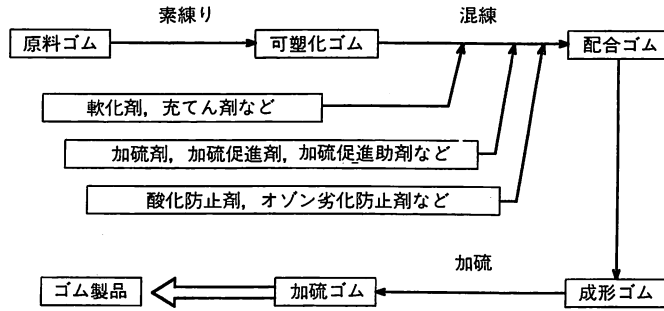 素練り
混練
原料ゴム
可塑化ゴム
配合ゴム
軟化剤，充てん剤など
加硫剤，加硫促進剤，加硫促進助剤など
酸化防止剤，オゾン劣化防止剤など
加硫
ゴム製品
加硫ゴム
成形ゴム